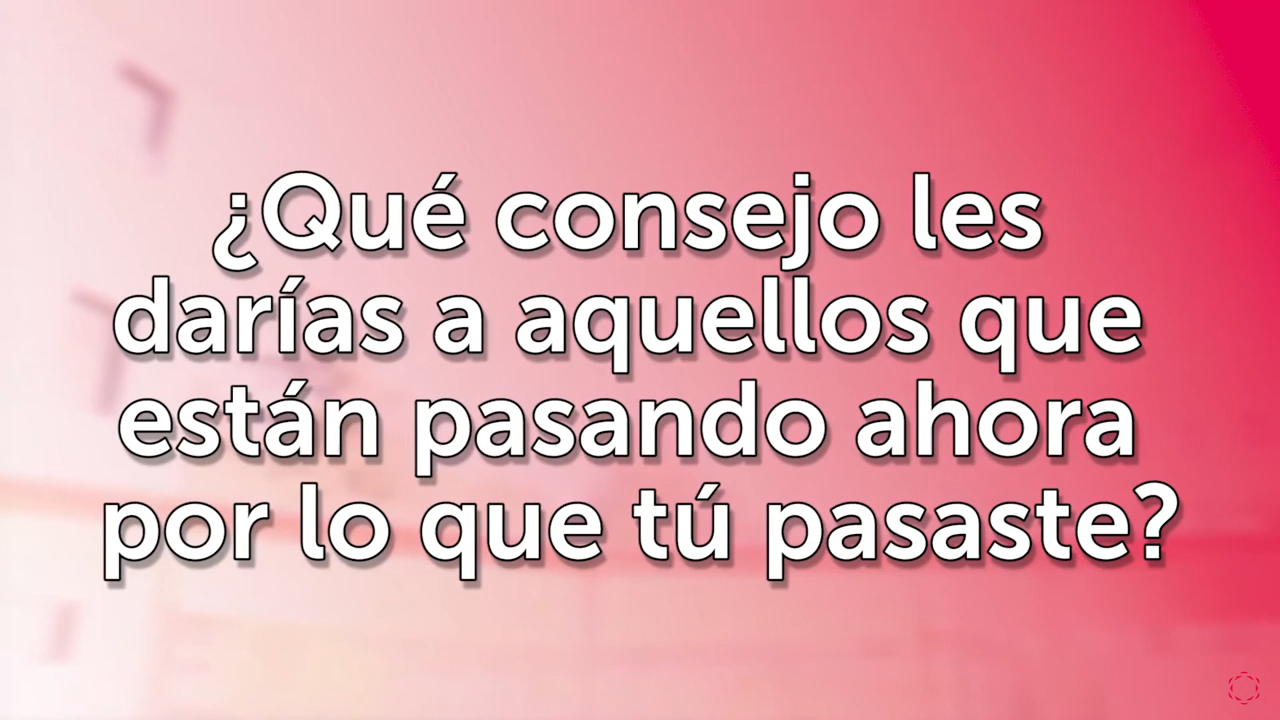 ¿Qué consejo les
darías a aquellos que
están pasando ahora
por lo que tú pasaste?